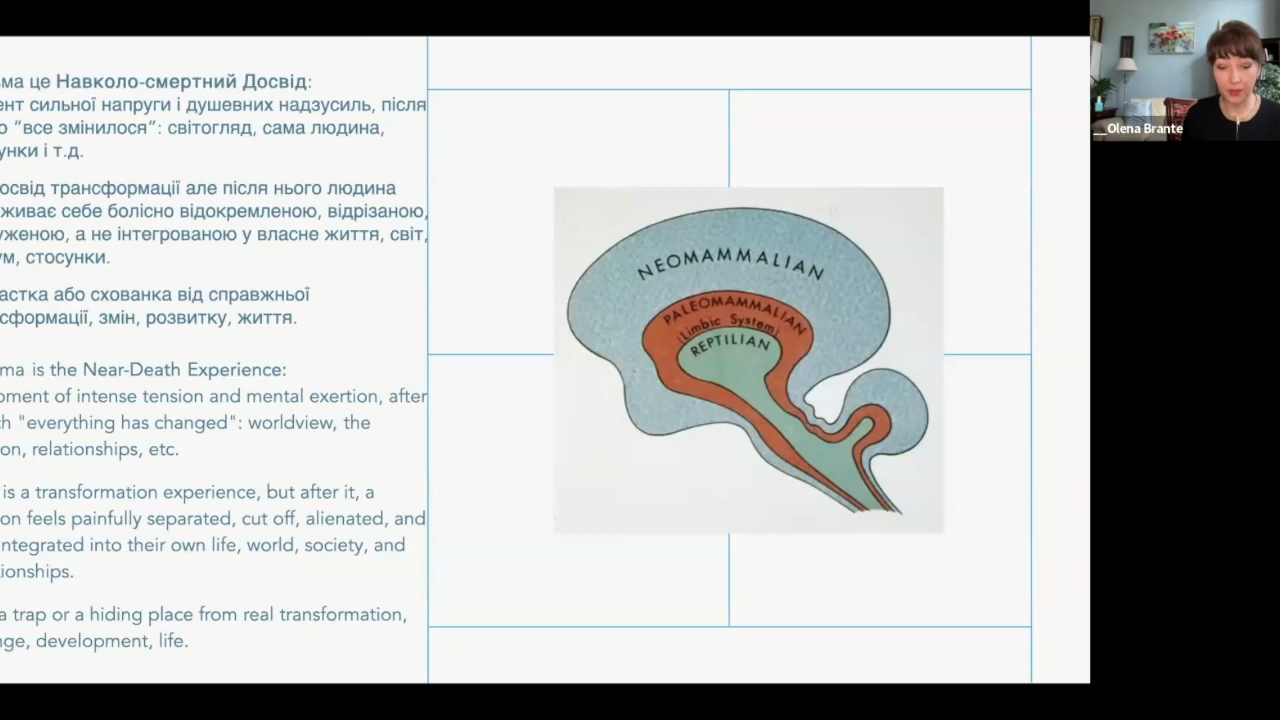 ма це Навколо-смертний Досвід:
ент сильної напруги і душевних надзусиль, після
о “все змінилося”: світогляд, сама людина,
унки і т.д.
освід трансформації але після нього людина
живає себе болісно відокремленою, відрізаною,
уженою, а не інтегрованою у власне життя, світ,
ум, стосунки.
астка або схованка від справжньої
сформації, змін, розвитку, життя.
ma is the Near-Death Experience:
oment of intense tension and mental exertion, after
ch "everything has changed": worldview, the
on, relationships, etc.
is a transformation experience, but after it, a
on feels painfully separated, cut off, alienated, and
ntegrated into their own life, world, society, and
ionships.
a trap or a hiding place from real transformation,
nge, development, life.
NEOMAMMALIAN
PALEOMAMMALIAN
(Limbic System)
REPTILIAN
__Olena Brante